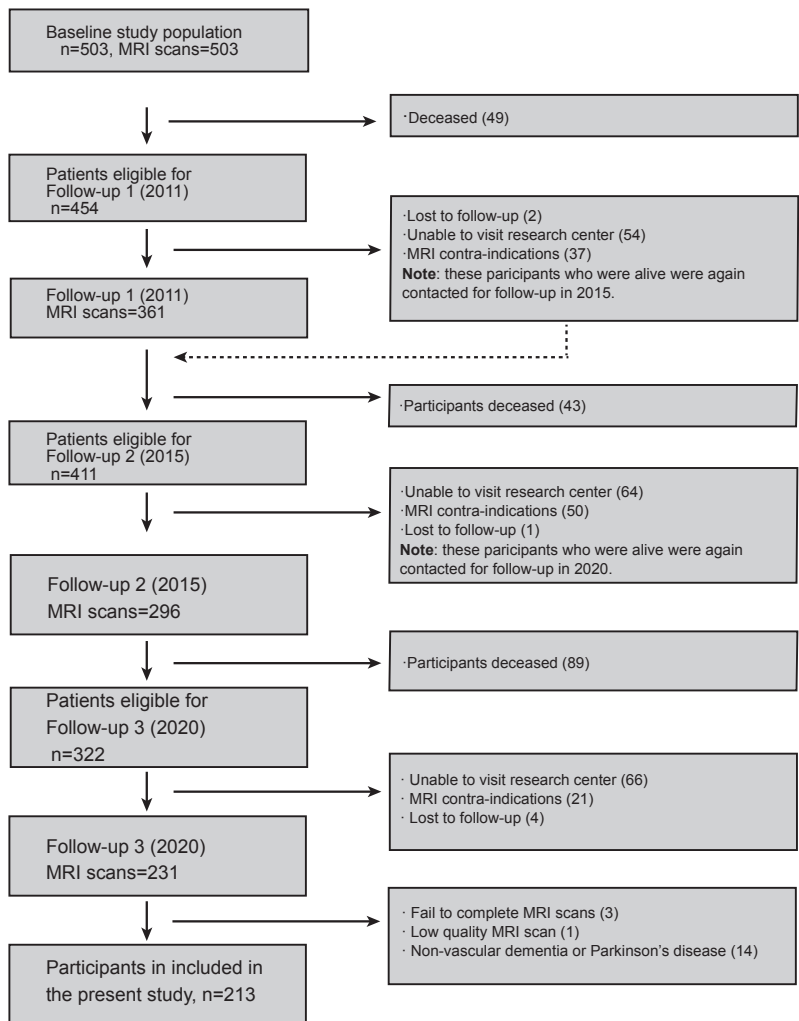 Baseline study population
n=503, MRI scans=503
·Deceased (49)
Patients eligible for
Follow-up 1 (2011)
n=454
·Lost to follow-up (2)
·Unable to visit research center (54)
·MRI contra-indications (37)
Note: these paricipants who were alive were again
contacted for follow-up in 2015.
Follow-up 1 (2011)
MRI scans=361
·Participants deceased (43)
Patients eligible for
Follow-up 2 (2015)
n=411
·Unable to visit research center (64)
·MRI contra-indications (50)
·Lost to follow-up (1)
Note: these paricipants who were alive were again
contacted for follow-up in 2020.
Follow-up 2 (2015)
MRI scans=296
·Participants deceased (89)
Patients eligible for
Follow-up 3 (2020)
n=322
· Unable to visit research center (66)
· MRI contra-indications (21)
· Lost to follow-up (4)
Follow-up 3 (2020)
MRI scans=231
· Fail to complete MRI scans (3)
· Low quality MRI scan (1)
· Non-vascular dementia or Parkinson’s disease (14)
Participants in included in
the present study, n=213